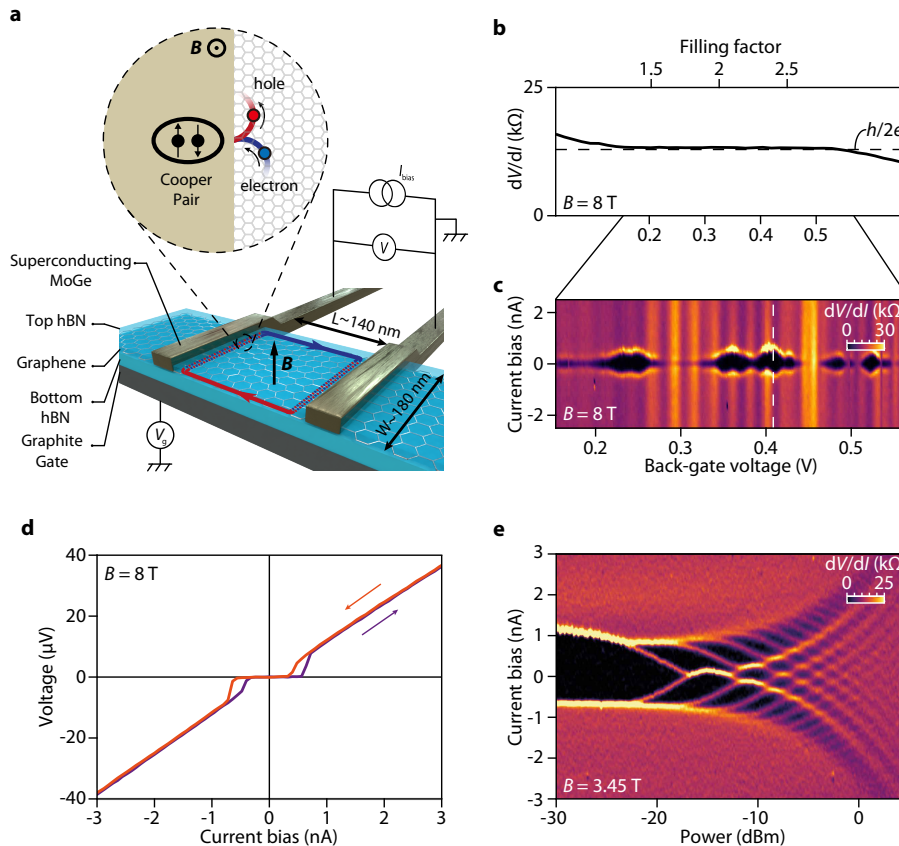 a
B
hole
electron
Cooper
Pair
I bias
V
Superconducting
MoGe
Top hBN
Graphene
Bottom
hBN
Graphite
Gate
Vg
L~140 nm
B
W~180 nm
b
Filling factor
1.5 2 2.5
25
0
dV/dI (kΩ)
h/2e
B = 8 T
0.2 0.3 0.4 0.5
c
dV/dI (kΩ)
0 30
2
0
-2
Current bias (nA)
B = 8 T
0.2 0.3 0.4 0.5
Back-gate voltage (V)
d
B = 8 T
40
20
0
-20
-40
Voltage (µV)
-3 -2 -1 0 1 2 3
Current bias (nA)
e
dV/dI (kΩ)
0 25
3
2
1
0
-1
-2
-3
Current bias (nA)
B = 3.45 T
-30 -20 -10 0
Power (dBm)